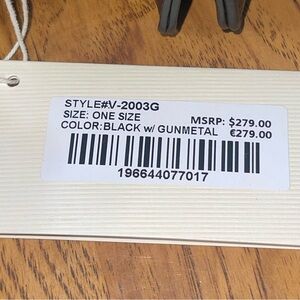 STYLE#V-2003G
SIZE: ONE SIZE MSRP: $279.00
COLOR:BLACK w/ GUNMETAL €279.00
196644077017